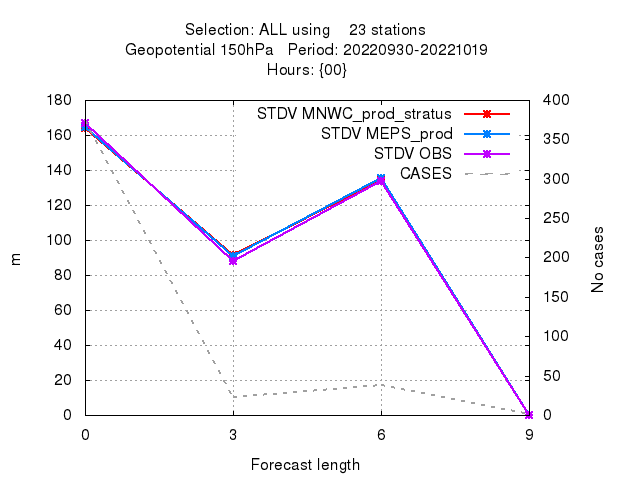 Selection: ALL using    23 stations
Geopotential 150hPa   Period: 20220930-20221019
Hours: {00}
180 400
STDV MNWC_prod_stratus
160 350
STDV MEPS_prod
STDV OBS
140 300
CASES
120 250
100 200
80 150
60 100
40 50
20 0
0
m
No cases
0 3 6 9
Forecast length